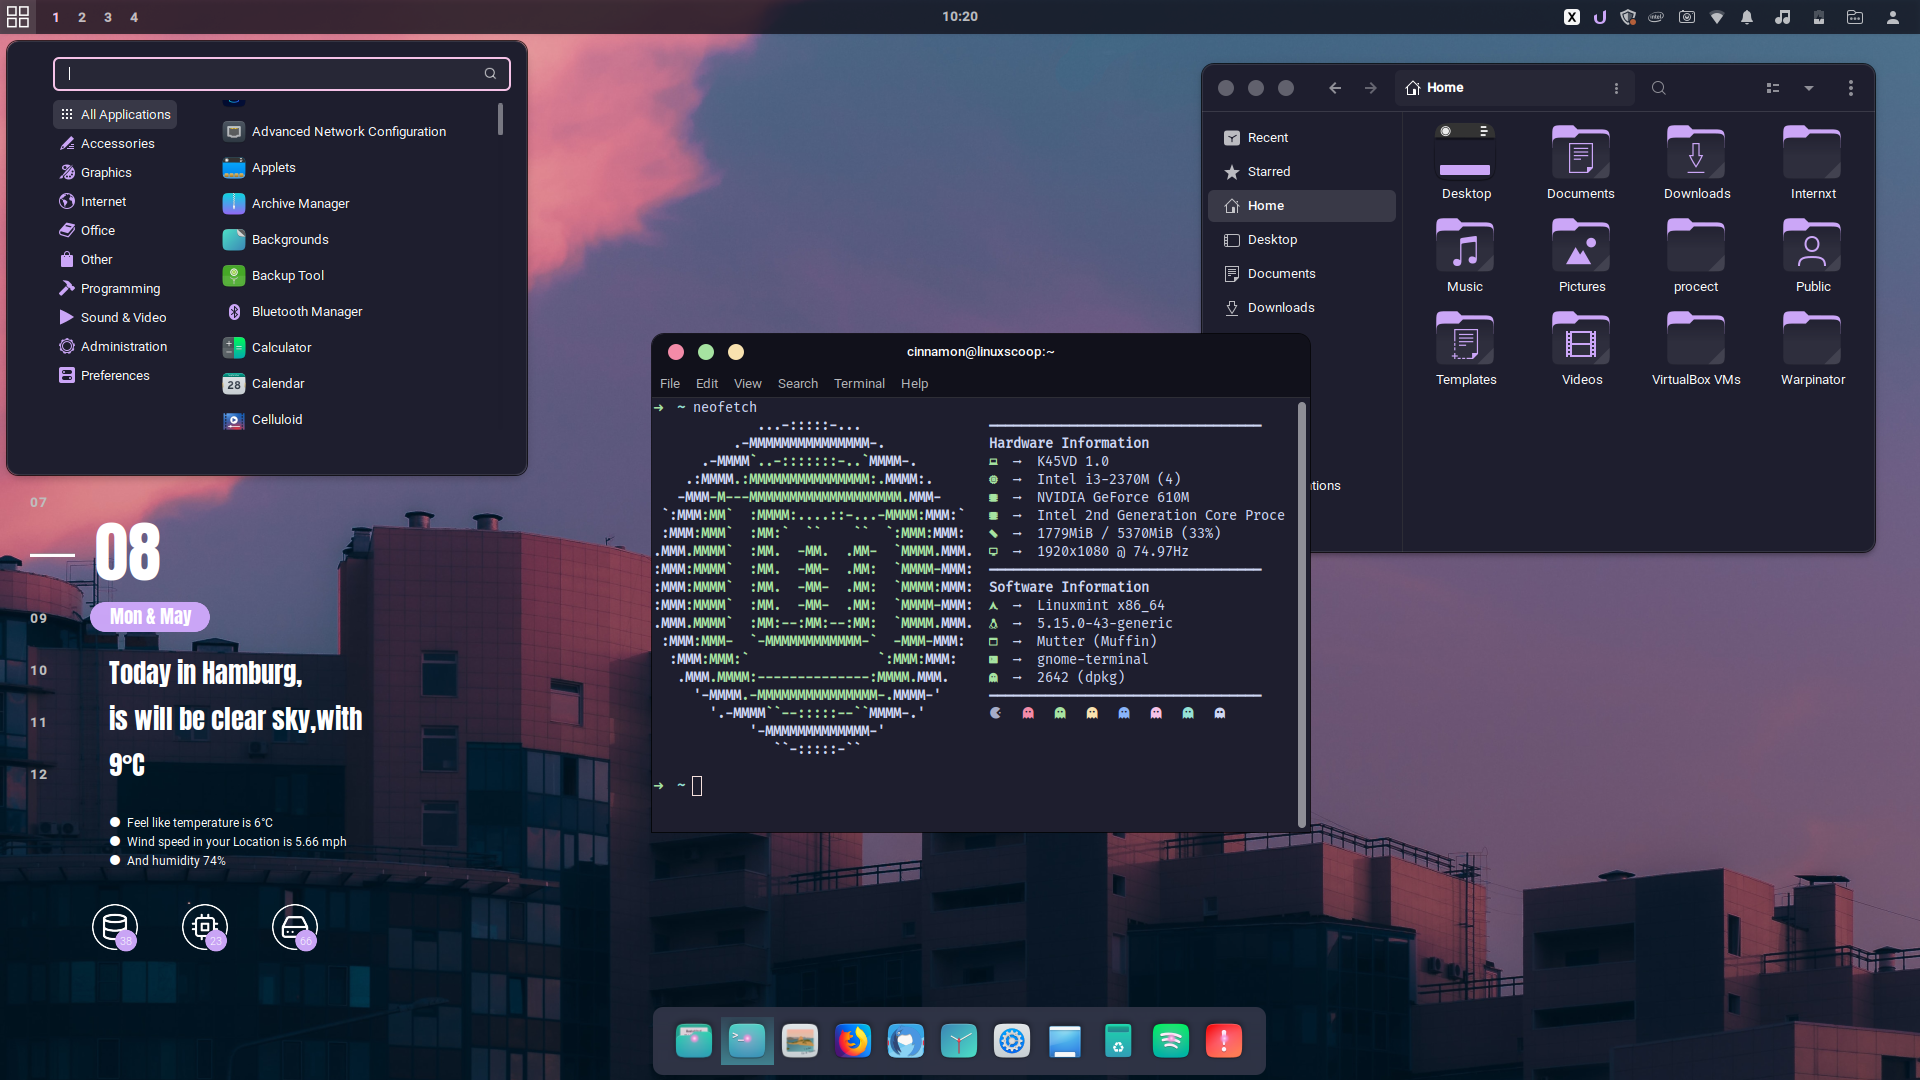 1 2 3 4
10:20
X
All Applications
Accessories
Graphics
Internet
Office
Other
Programming
Sound & Video
Administration
Preferences
Advanced Network Configuration
Applets
Archive Manager
Backgrounds
Backup Tool
Bluetooth Manager
Calculator
28 Calendar
Celluloid
07
08
Mon & May
09
10
11
12
Today in Hamburg,
is will be clear sky,with
9°C
Feel like temperature is 6°C
Wind speed in your Location is 5.66 mph
And humidity 74%
38 23 66
cinnamon@linuxscoop:~
File Edit View Search Terminal Help
→ ~ neofetch
Hardware Information
→ K45VD 1.0
→ Intel i3-2370M (4)
→ NVIDIA GeForce 610M
→ Intel 2nd Generation Core Proce
→ 1779MiB / 5370MiB (33%)
→ 1920x1080 @ 74.97Hz
Software Information
→ Linuxmint x86_64
→ 5.15.0-43-generic
→ Mutter (Muffin)
→ gnome-terminal
→ 2642 (dpkg)
→ ~
Home
Recent
Starred
Home
Desktop
Documents
Downloads
tions
Desktop Documents Downloads Internxt
Music Pictures procect Public
Templates Videos VirtualBox VMs Warpinator